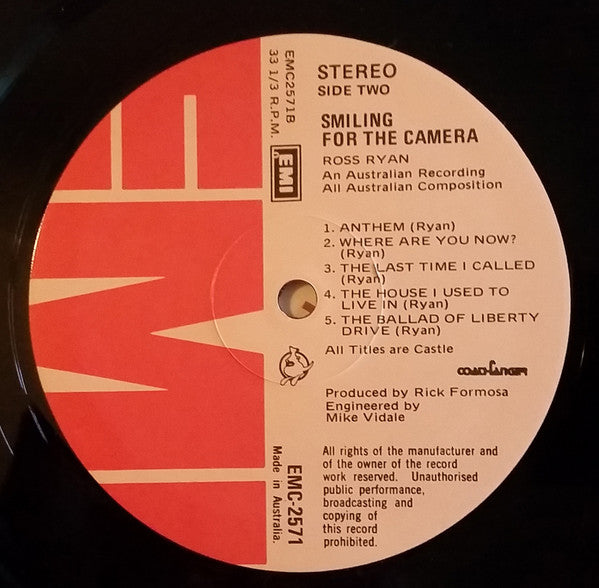 EMC2571B
33 1/3 R.P.M.
EMI
STEREO
SIDE TWO
SMILING
FOR THE CAMERA
ROSS RYAN
An Australian Recording
All Australian Composition
1. ANTHEM (Ryan)
2. WHERE ARE YOU NOW?
(Ryan)
3. THE LAST TIME I CALLED
(Ryan)
4. THE HOUSE I USED TO
LIVE IN (Ryan)
5. THE BALLAD OF LIBERTY
DRIVE (Ryan)
All Titles are Castle
Produced by Rick Formosa
Engineered by
Mike Vidale
All rights of the manufacturer and
of the owner of the record
work reserved. Unauthorised
public performance,
broadcasting and
copying of
this record
prohibited.
EMC-2571
Made in Australia.
EMI